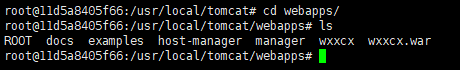 root@11d5a8405f66:/usr/local/tomcat# cd webapps/
root@11d5a8405f66:/usr/local/tomcat/webapps# ls
ROOT  docs  examples  host-manager  manager  wxxcx  wxxcx.war
root@11d5a8405f66:/usr/local/tomcat/webapps#